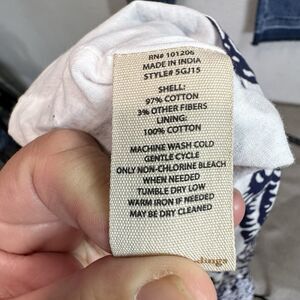 RN# 101206
MADE IN INDIA
STYLE# 5GJ15
SHELL:
97% COTTON
3% OTHER FIBERS
LINING:
100% COTTON
MACHINE WASH COLD
GENTLE CYCLE
ONLY NON-CHLORINE BLEACH
WHEN NEEDED
TUMBLE DRY LOW
WARM IRON IF NEEDED
MAY BE DRY CLEANED